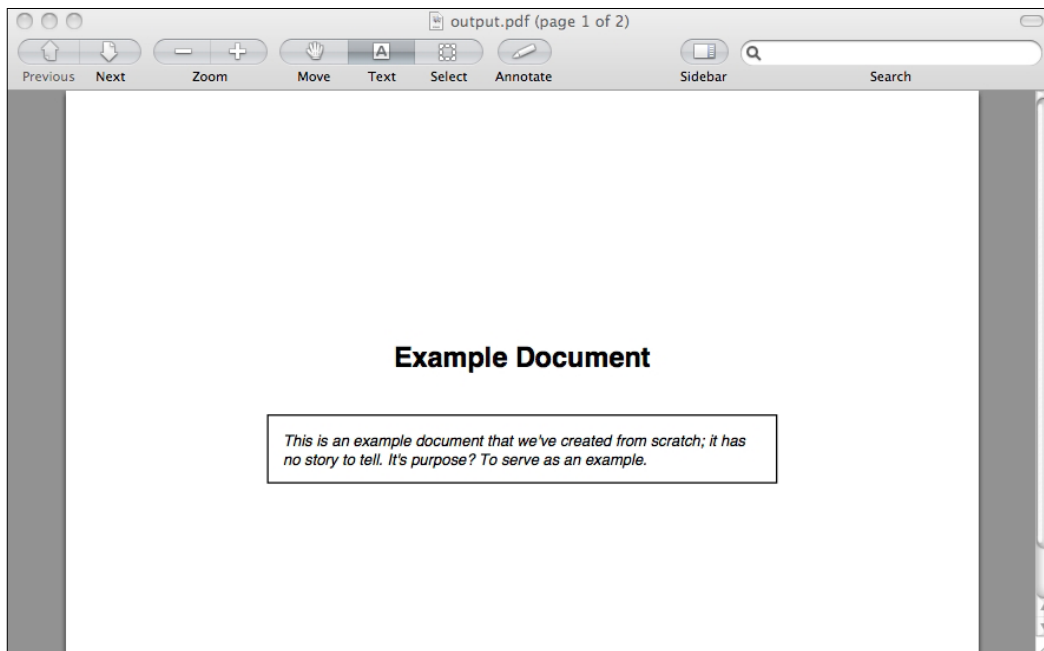 output.pdf (page 1 of 2)
Previous Next Zoom Move Text Select Annotate Sidebar Search
Example Document
This is an example document that we've created from scratch; it has
no story to tell. It's purpose? To serve as an example.